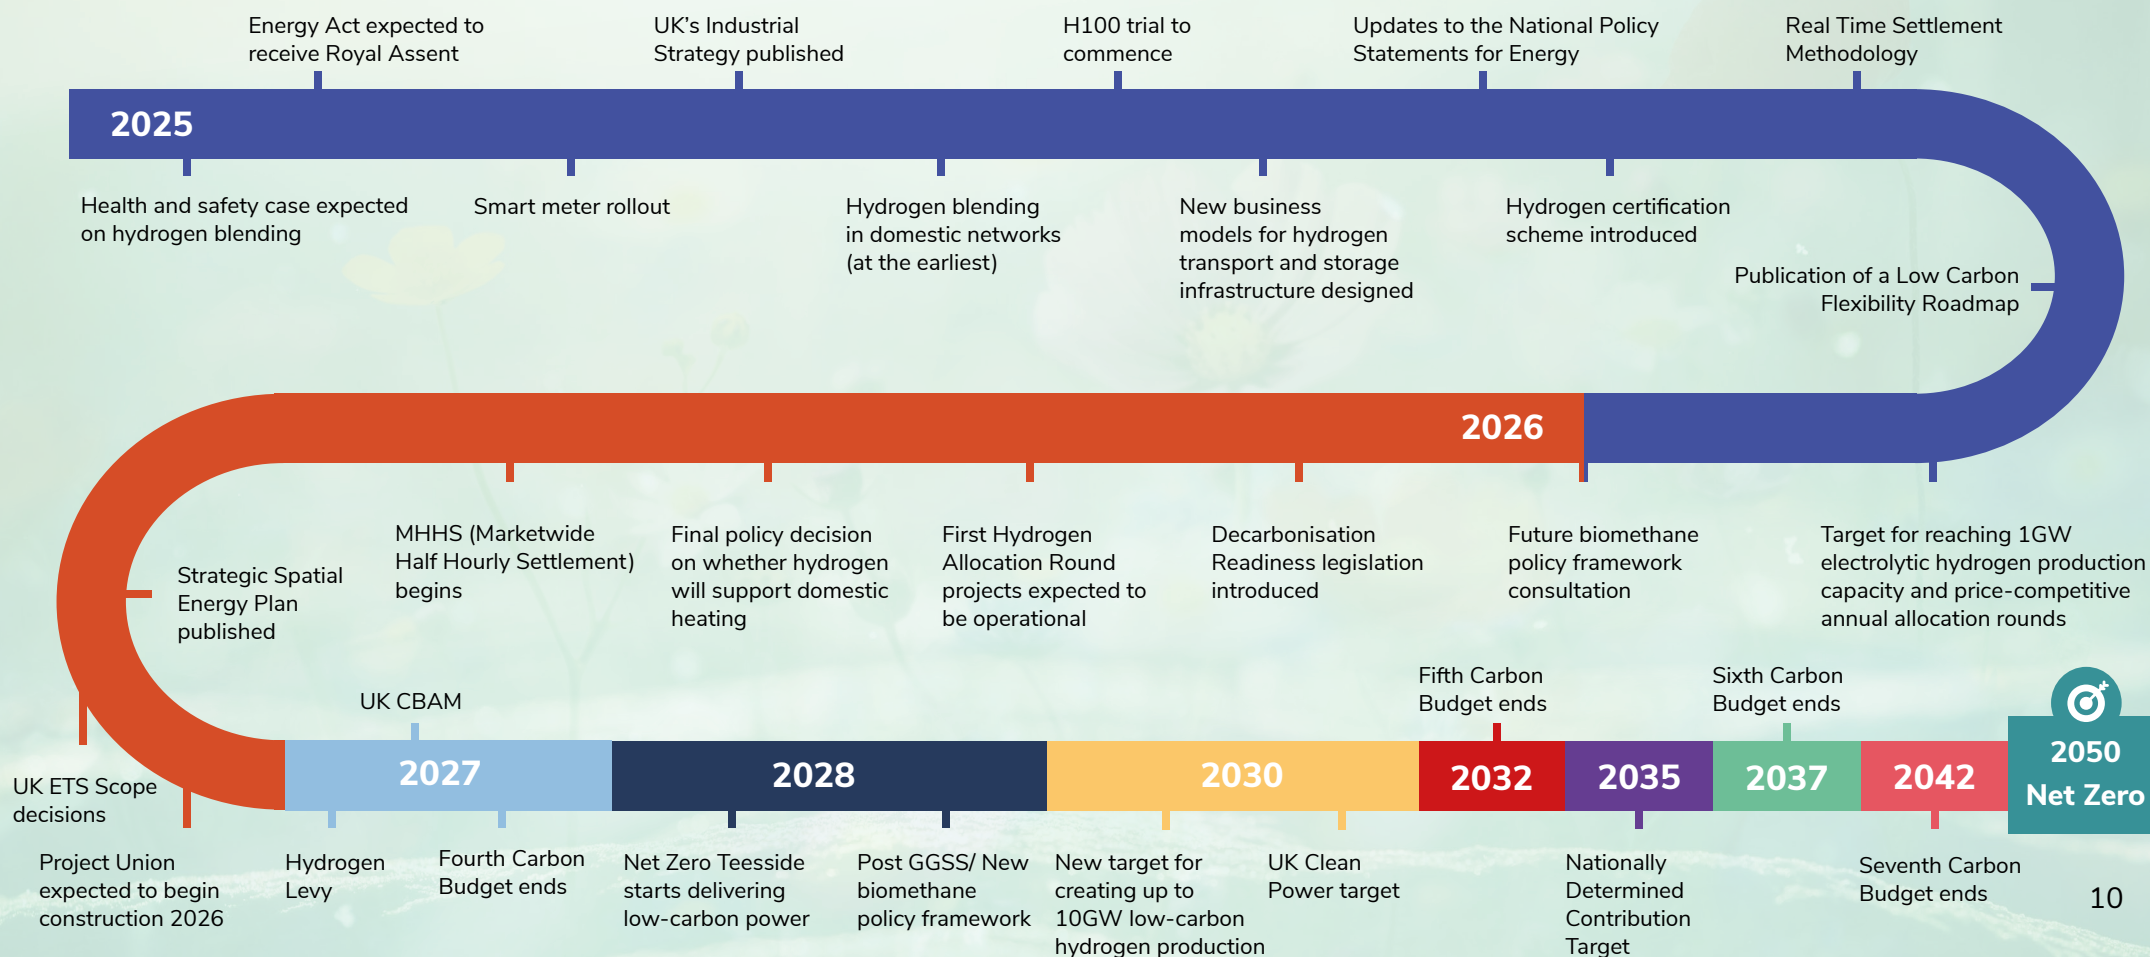 Energy Act expected to
receive Royal Assent
UK's Industrial
Strategy published
H100 trial to
commence
Updates to the National Policy
Statements for Energy
Real Time Settlement
Methodology
2025
Health and safety case expected
on hydrogen blending
Smart meter rollout
Hydrogen blending
in domestic networks
(at the earliest)
New business
models for hydrogen
transport and storage
infrastructure designed
Hydrogen certification
scheme introduced
Publication of a Low Carbon
Flexibility Roadmap
2026
Target for reaching 1GW
electrolytic hydrogen production
capacity and price-competitive
annual allocation rounds
Future biomethane
policy framework
consultation
Decarbonisation
Readiness legislation
introduced
First Hydrogen
Allocation Round
projects expected to
be operational
Final policy decision
on whether hydrogen
will support domestic
heating
MHHS (Marketwide
Half Hourly Settlement)
begins
Strategic Spatial
Energy Plan
published
UK ETS Scope
decisions
Project Union
expected to begin
construction 2026
UK CBAM
2027
Hydrogen
Levy
Fourth Carbon
Budget ends
2028
Net Zero Teesside
starts delivering
low-carbon power
Post GGSS/ New
biomethane
policy framework
2030
New target for
creating up to
10GW low-carbon
hydrogen production
UK Clean
Power target
Fifth Carbon
Budget ends
2032
2035
Nationally
Determined
Contribution
Target
Sixth Carbon
Budget ends
2037
2042
Seventh Carbon
Budget ends
2050
Net Zero
10